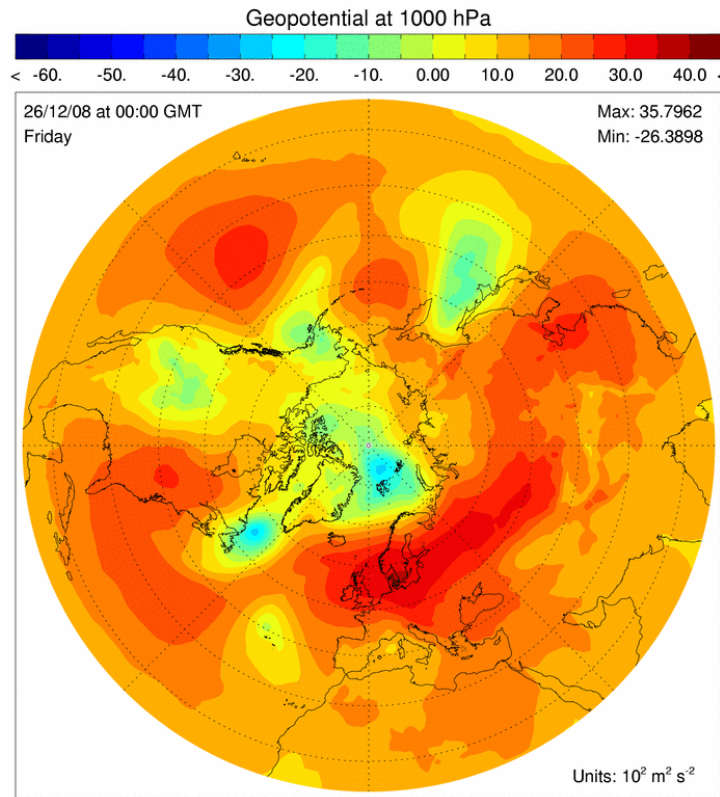 Geopotential at 1000 hPa
< -60. -50. -40. -30. -20. -10. 0.00 10.0 20.0 30.0 40.0
26/12/08 at 00:00 GMT
Friday
Max: 35.7962
Min: -26.3898
Units: 10² m² s⁻²